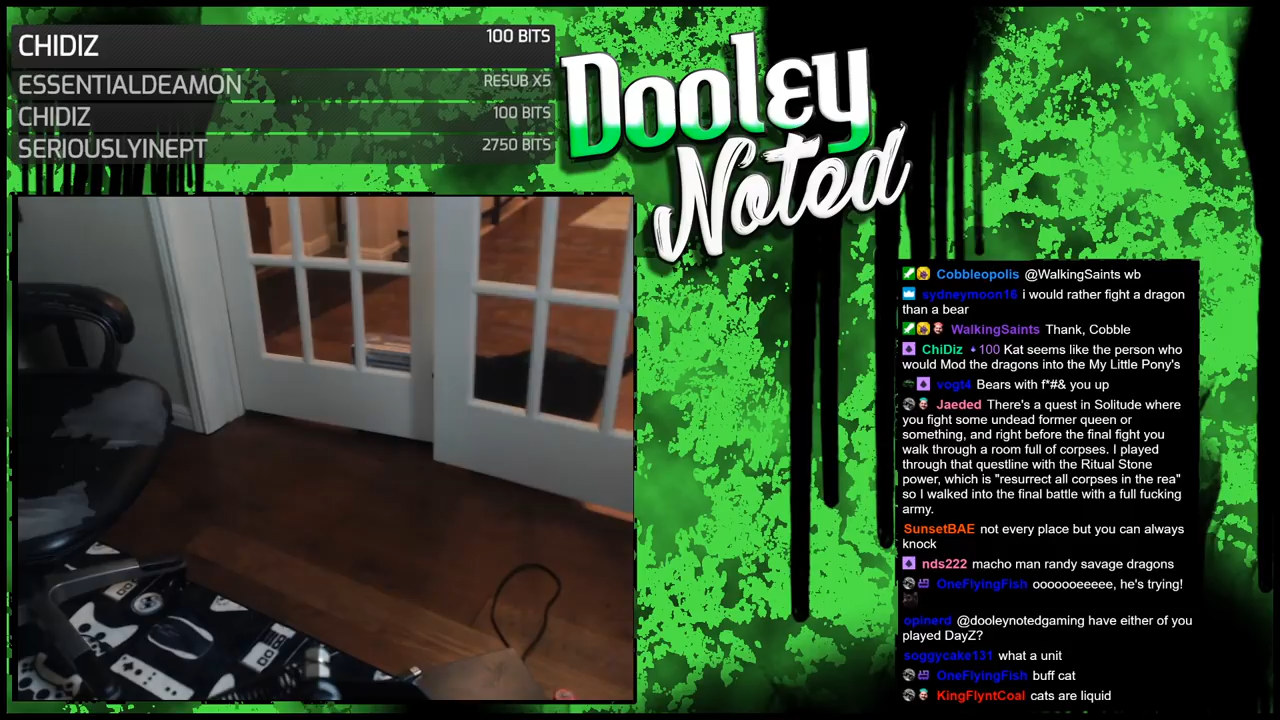 CHIDIZ 100 BITS
ESSENTIALDEAMON RESUB X5
CHIDIZ 100 BITS
SERIOUSLYINEPT 2750 BITS
Dooley
Noted
Cobbleopolis @WalkingSaints wb
sydneymoon16 i would rather fight a dragon
than a bear
WalkingSaints Thank, Cobble
ChiDiz 100 Kat seems like the person who
would Mod the dragons into the My Little Pony's
vogt4 Bears with f*#& you up
Jaeded There's a quest in Solitude where
you fight some undead former queen or
something, and right before the final fight you
walk through a room full of corpses. I played
through that questline with the Ritual Stone
power, which is "resurrect all corpses in the rea"
so I walked into the final battle with a full fucking
army.
SunsetBAE not every place but you can always
knock
nds222 macho man randy savage dragons
OneFlyingFish ooooooeeeee, he's trying!
opinerd @dooleynotedgaming have either of you
played DayZ?
soggycake131 what a unit
OneFlyingFish buff cat
KingFlyntCoal cats are liquid